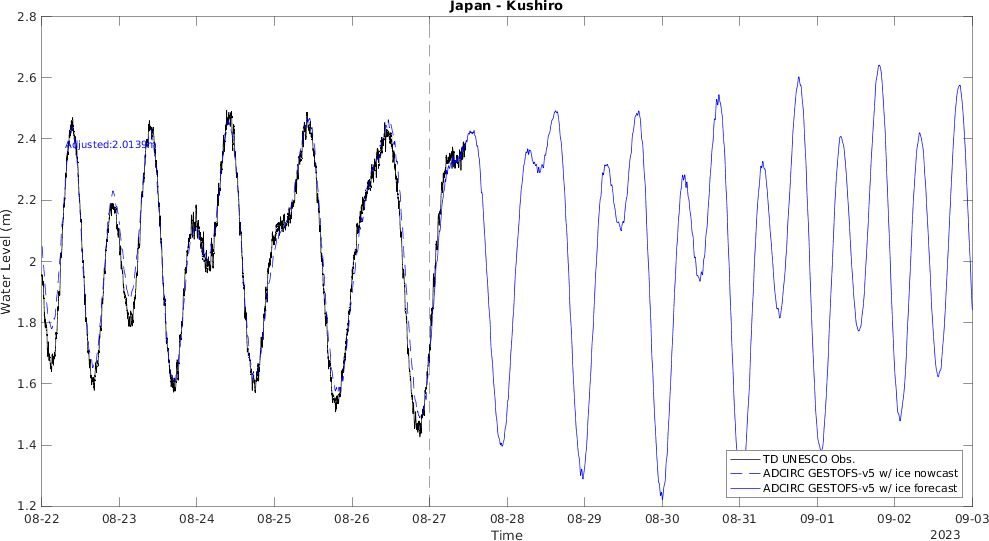 Japan - Kushiro
Water Level (m)
2.8
2.6
2.4
2.2
2
1.8
1.6
1.4
1.2
Adjusted:2.0139m
TD UNESCO Obs.
ADCIRC GESTOFS-v5 w/ ice nowcast
ADCIRC GESTOFS-v5 w/ ice forecast
08-22 08-23 08-24 08-25 08-26 08-27 08-28 08-29 08-30 08-31 09-01 09-02 09-03
Time
2023